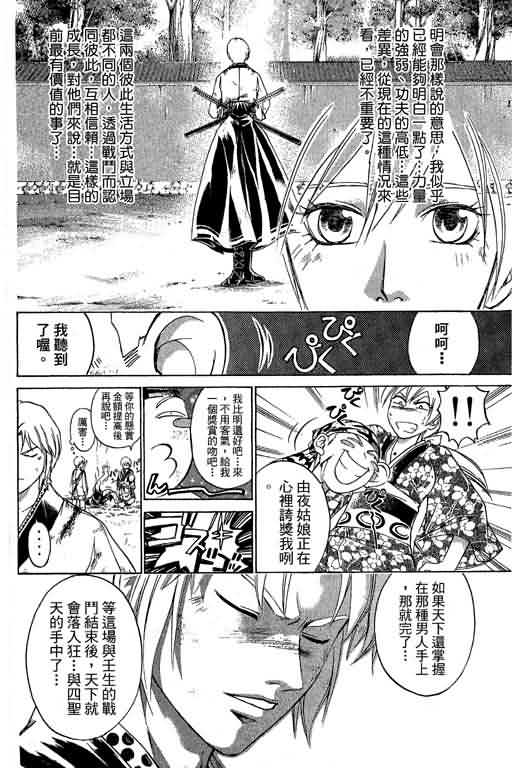 明會那樣說的意思…我似乎
已經能夠明白一點了…力量
的強弱、功夫的高低…這些
差異，從現在的這種情況來
看，已經不重要了。
這兩個彼此生活方式與立場
都不同的人，透過戰鬥而認
同彼此，互相信賴…這樣的
成長，對他們來說…就是目
前最有價值的事了…
呵呵…
ぴく
ぴく
我聽到
了喔。
!!
由夜姑娘正在
心裡誇獎我咧
我比明還好吧…來
，不用客氣，給我
一個獎賞的吻吧…
等你的懸賞
金額提高後
再說吧…
厲害…
…
如果天下還掌握
在那種男人手上
，那就完了…
等這場與壬生的戰
鬥結束後，天下就
會落入狂…與四聖
天的手中了…